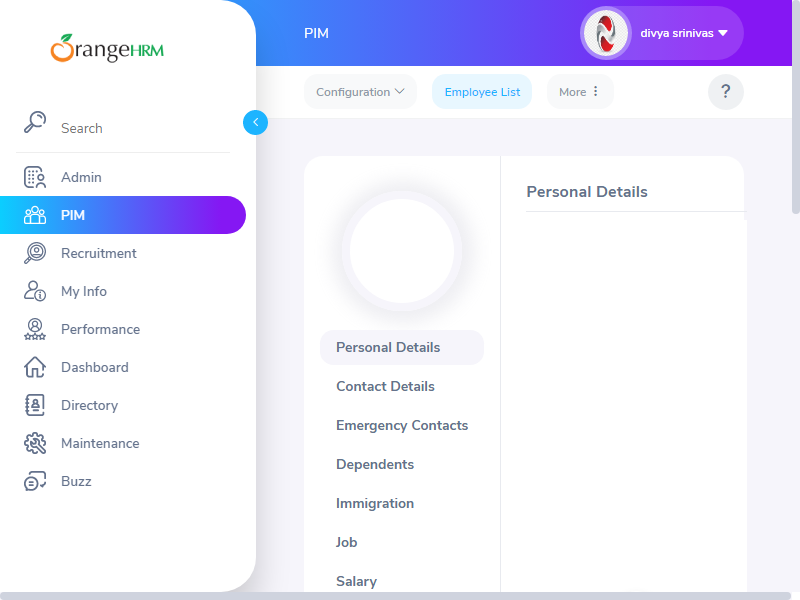 OrangeHRM
PIM
divya srinivas
Search
Configuration
Employee List
More
?
Admin
PIM
Recruitment
My Info
Performance
Dashboard
Directory
Maintenance
Buzz
Personal Details
Personal Details
Contact Details
Emergency Contacts
Dependents
Immigration
Job
Salary